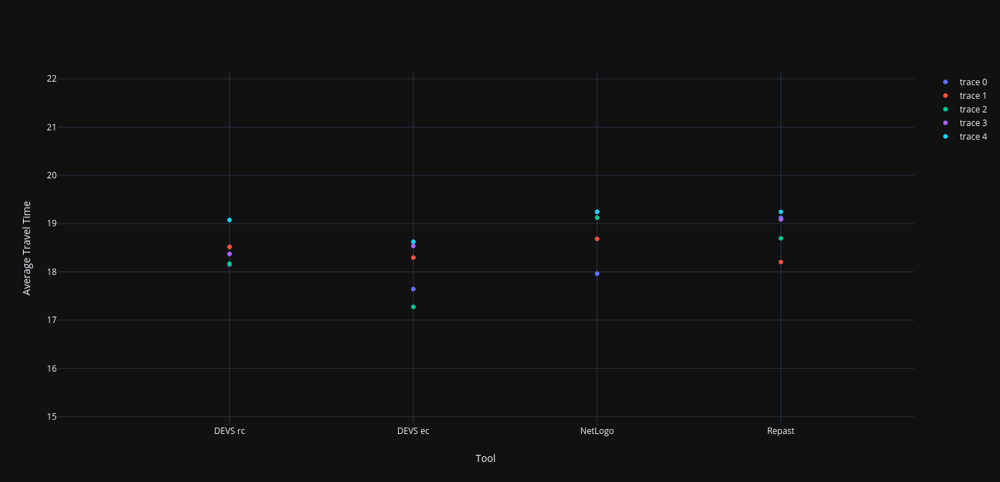 22
21
20
19
18
17
16
15
Average Travel Time
DEVS rc
DEVS ec
NetLogo
Repast
Tool
trace 0
trace 1
trace 2
trace 3
trace 4